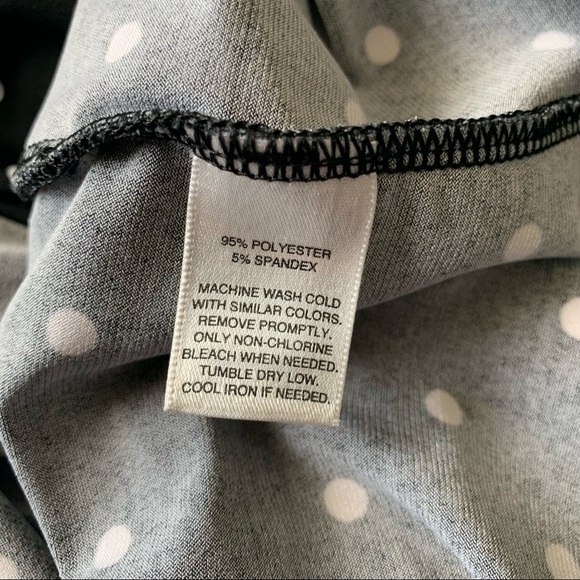 95% POLYESTER
5% SPANDEX
MACHINE WASH COLD
WITH SIMILAR COLORS.
REMOVE PROMPTLY.
ONLY NON-CHLORINE
BLEACH WHEN NEEDED.
TUMBLE DRY LOW.
COOL IRON IF NEEDED.